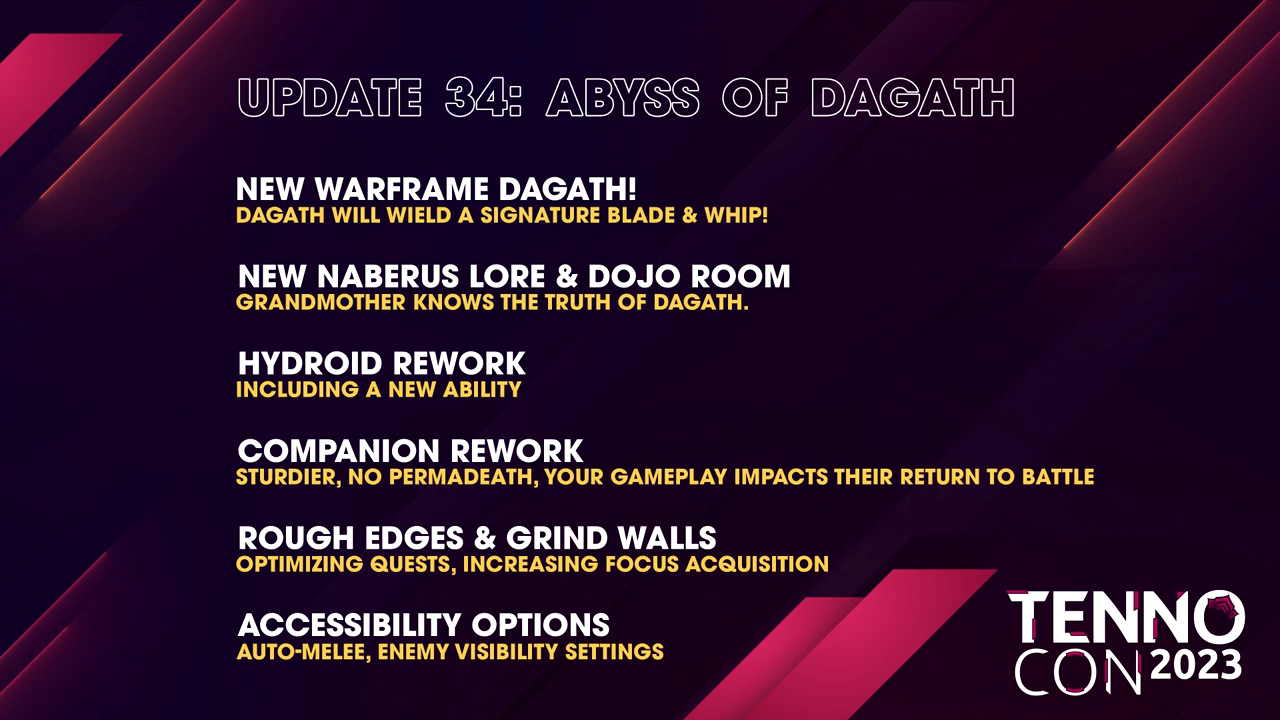 UPDATE 34: ABYSS OF DAGATH
NEW WARFRAME DAGATH!
DAGATH WILL WIELD A SIGNATURE BLADE & WHIP!
NEW NABERUS LORE & DOJO ROOM
GRANDMOTHER KNOWS THE TRUTH OF DAGATH.
HYDROID REWORK
INCLUDING A NEW ABILITY
COMPANION REWORK
STURDIER, NO PERMADEATH, YOUR GAMEPLAY IMPACTS THEIR RETURN TO BATTLE
ROUGH EDGES & GRIND WALLS
OPTIMIZING QUESTS, INCREASING FOCUS ACQUISITION
ACCESSIBILITY OPTIONS
AUTO-MELEE, ENEMY VISIBILITY SETTINGS
TENNO
CON 2023